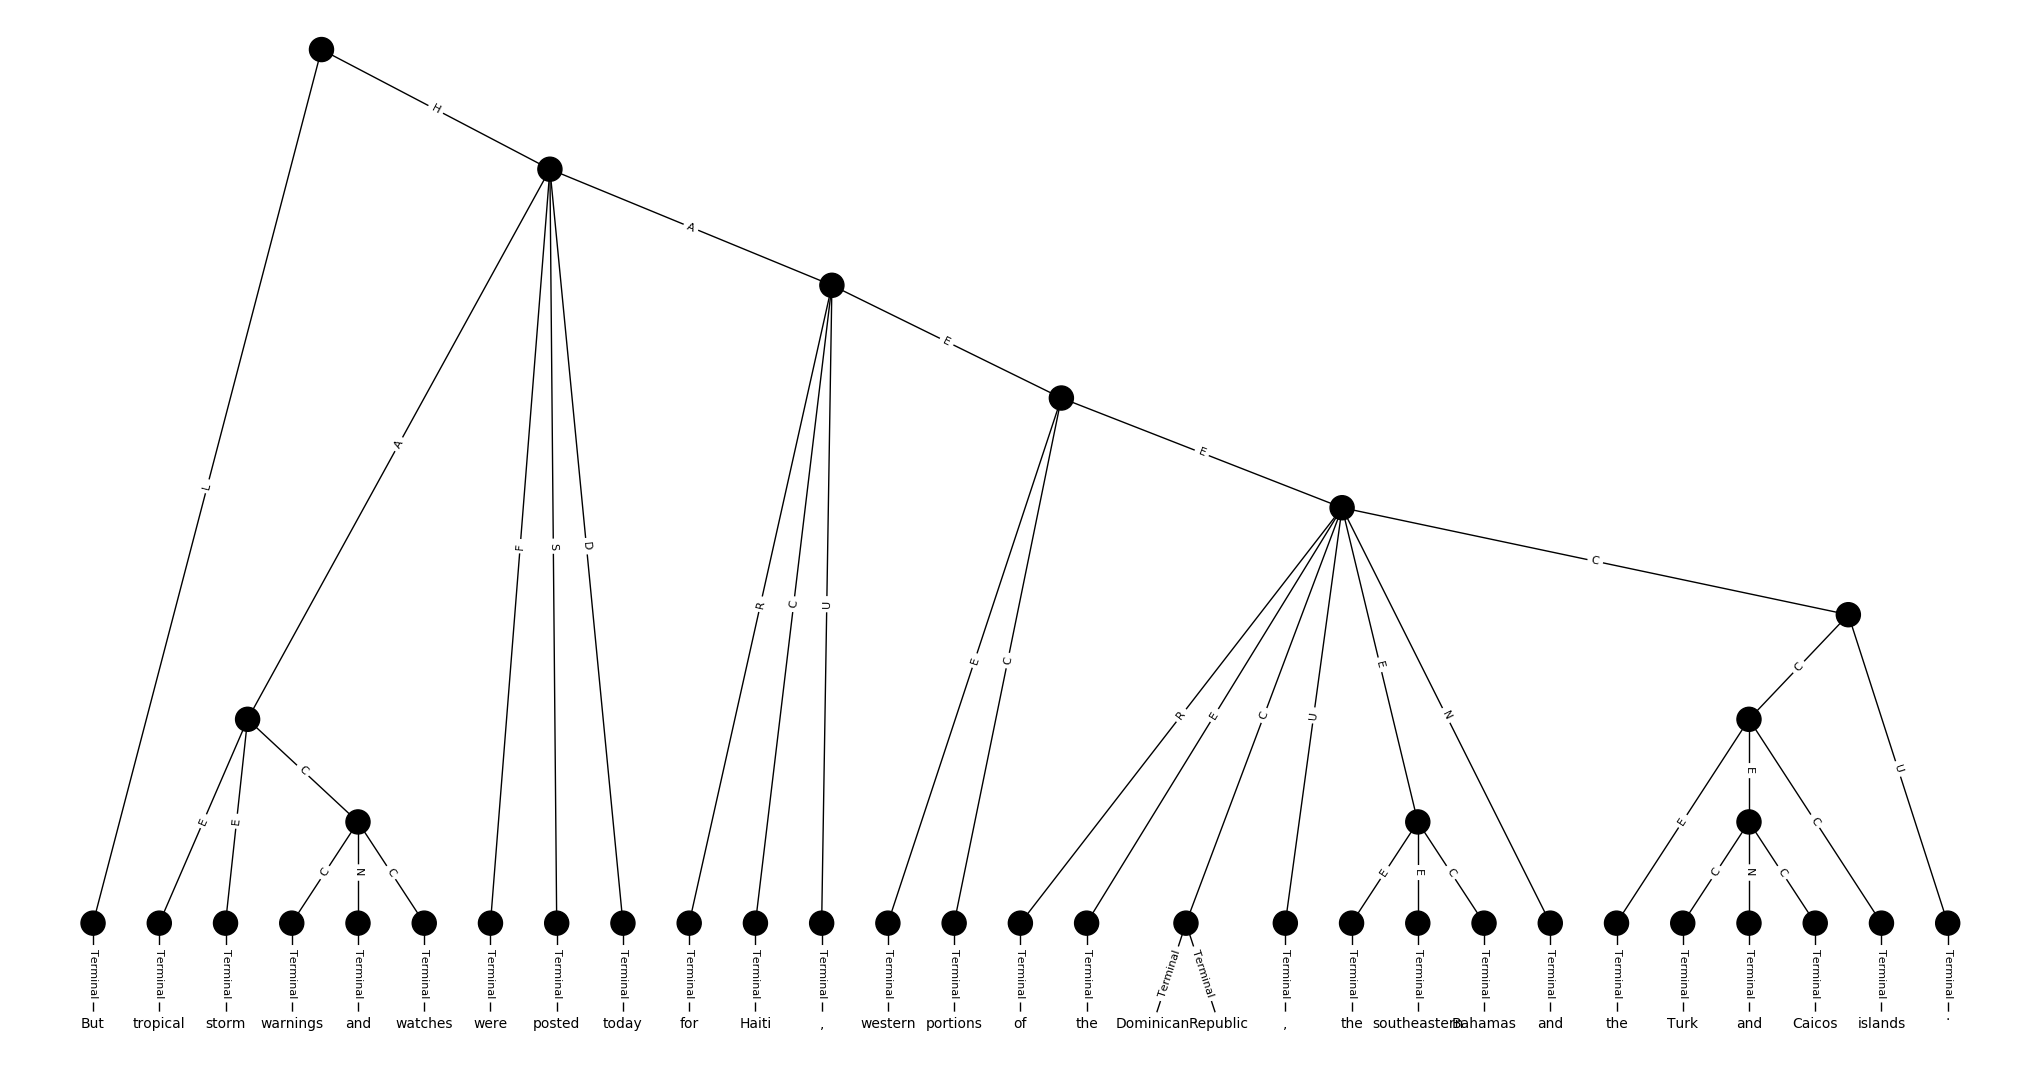 H
A
E
E
A
L
F
S
D
C
R
C
U
E
C
E
C
N
R
E
C
U
C
E
E
C
U
E
E
C
C
N
C
E
E
C
C
N
C
Terminal Terminal Terminal Terminal Terminal Terminal Terminal Terminal Terminal Terminal Terminal Terminal Terminal Terminal Terminal Terminal Terminal Terminal Terminal Terminal Terminal Terminal Terminal Terminal Terminal Terminal Terminal Terminal Terminal
But tropical storm warnings and watches were posted today for Haiti , western portions of the Dominican Republic , the southeastern Bahamas and the Turk and Caicos islands .